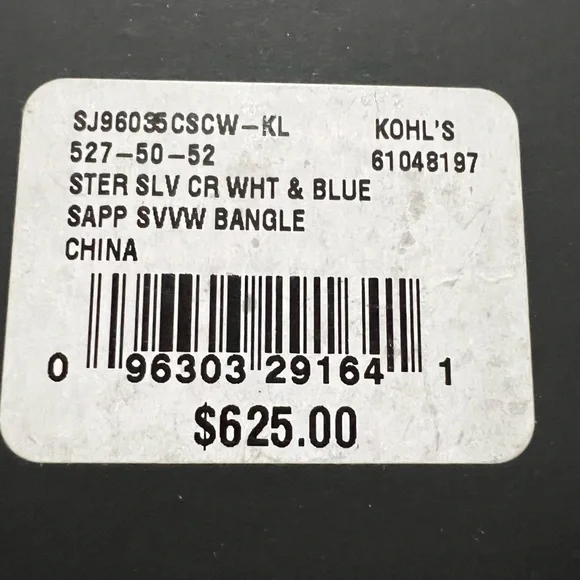 SJ96035CSCW-KL KOHL'S
527-50-52 61048197
STER SLV CR WHT & BLUE
SAPP SVVW BANGLE
CHINA
0 96303 29164 1
$625.00